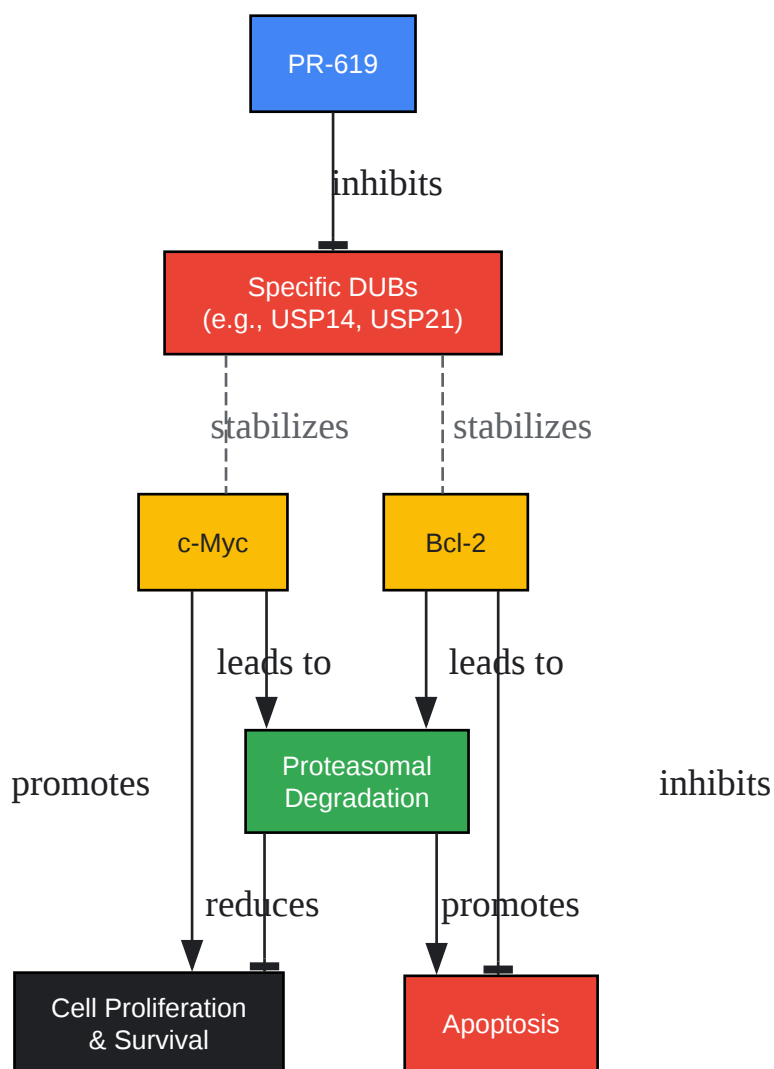 PR-619
inhibits
Specific DUBs
(e.g., USP14, USP21)
stabilizes
stabilizes
c-Myc
Bcl-2
leads to
leads to
Proteasomal
Degradation
promotes
inhibits
reduces
promotes
Cell Proliferation
& Survival
Apoptosis